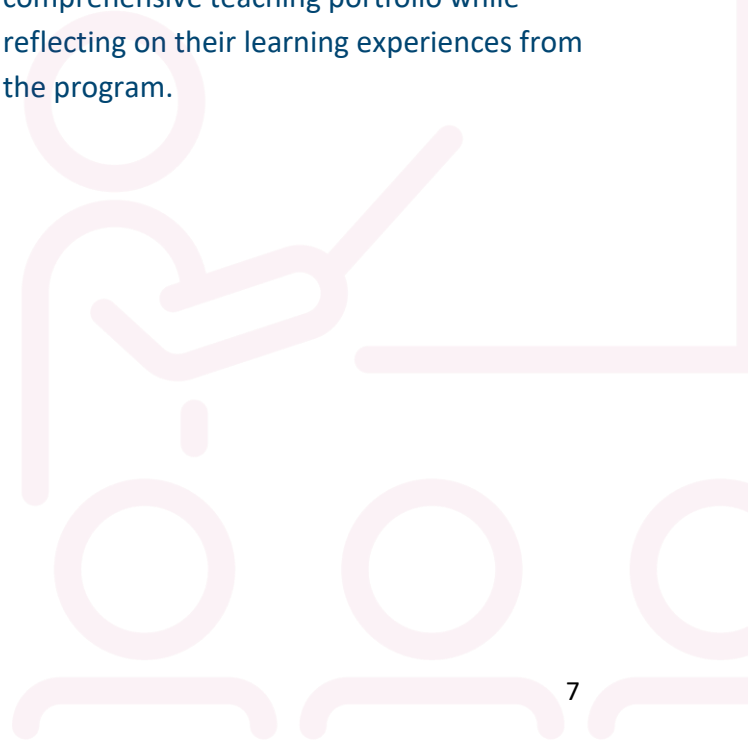 comprehensive teaching portfolio while
reflecting on their learning experiences from
the program.
7